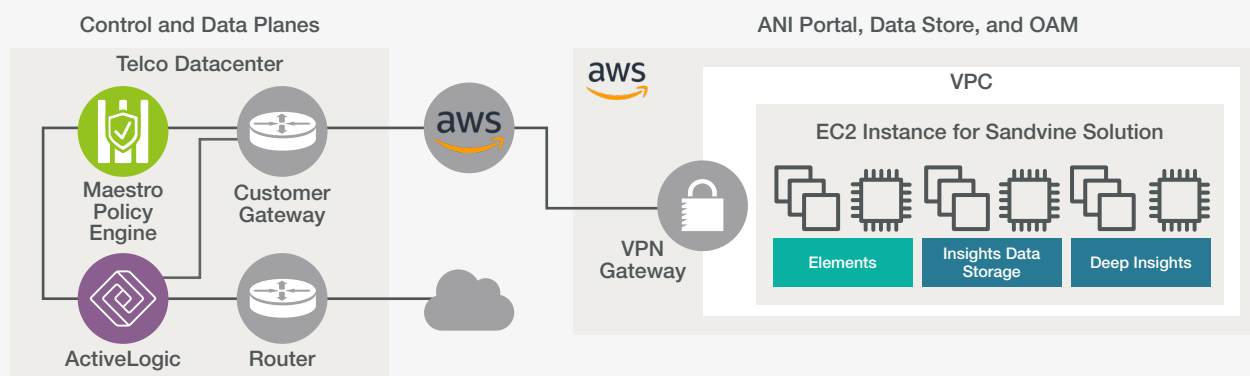 Control and Data Planes
ANI Portal, Data Store, and OAM
Telco Datacenter
Maestro
Policy
Engine
Customer
Gateway
ActiveLogic
Router
aws
aws
VPN
Gateway
VPC
EC2 Instance for Sandvine Solution
Elements
Insights Data
Storage
Deep Insights